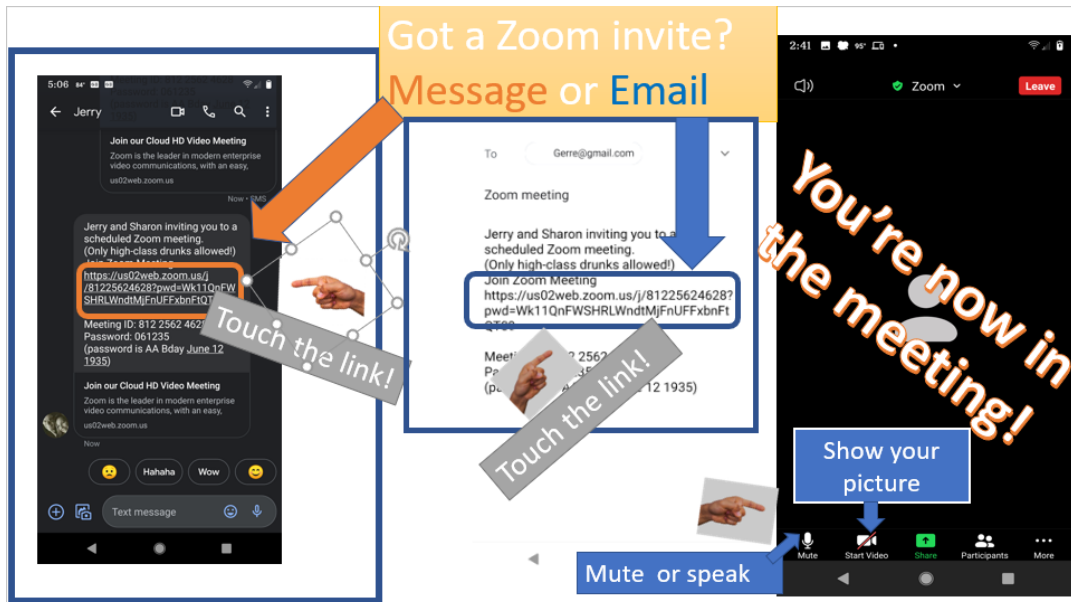 Got a Zoom invite?
Message or Email
5:06 84°
Jerry
Join our Cloud HD Video Meeting
Zoom is the leader in modern enterprise
video communications, with an easy,
us02web.zoom.us
Now • SMS
Jerry and Sharon inviting you to a
scheduled Zoom meeting.
(Only high-class drunks allowed!)
Join Zoom Meeting
https://us02web.zoom.us/j
/81225624628?pwd=Wk11QnFW
SHRLWndtMjFnUFFxbnFtQT
Meeting ID: 812 2562 462
Password: 061235
(password is AA Bday June 12
1935)
Join our Cloud HD Video Meeting
Zoom is the leader in modern enterprise
video communications, with an easy,
us02web.zoom.us
Now
Hahaha
Wow
Text message
Touch the link!
To
Gerre@gmail.com
Zoom meeting
Jerry and Sharon inviting you to a
scheduled Zoom meeting.
(Only high-class drunks allowed!)
Join Zoom Meeting
https://us02web.zoom.us/j/81225624628?
pwd=Wk11QnFWSHRLWndtMjFnUFFxbnFt
2562
12 1935)
Touch the link!
2:41 95°
Zoom
Leave
You're now in
the meeting!
Show your
picture
Mute or speak
Mute
Start Video
Share
Participants
More